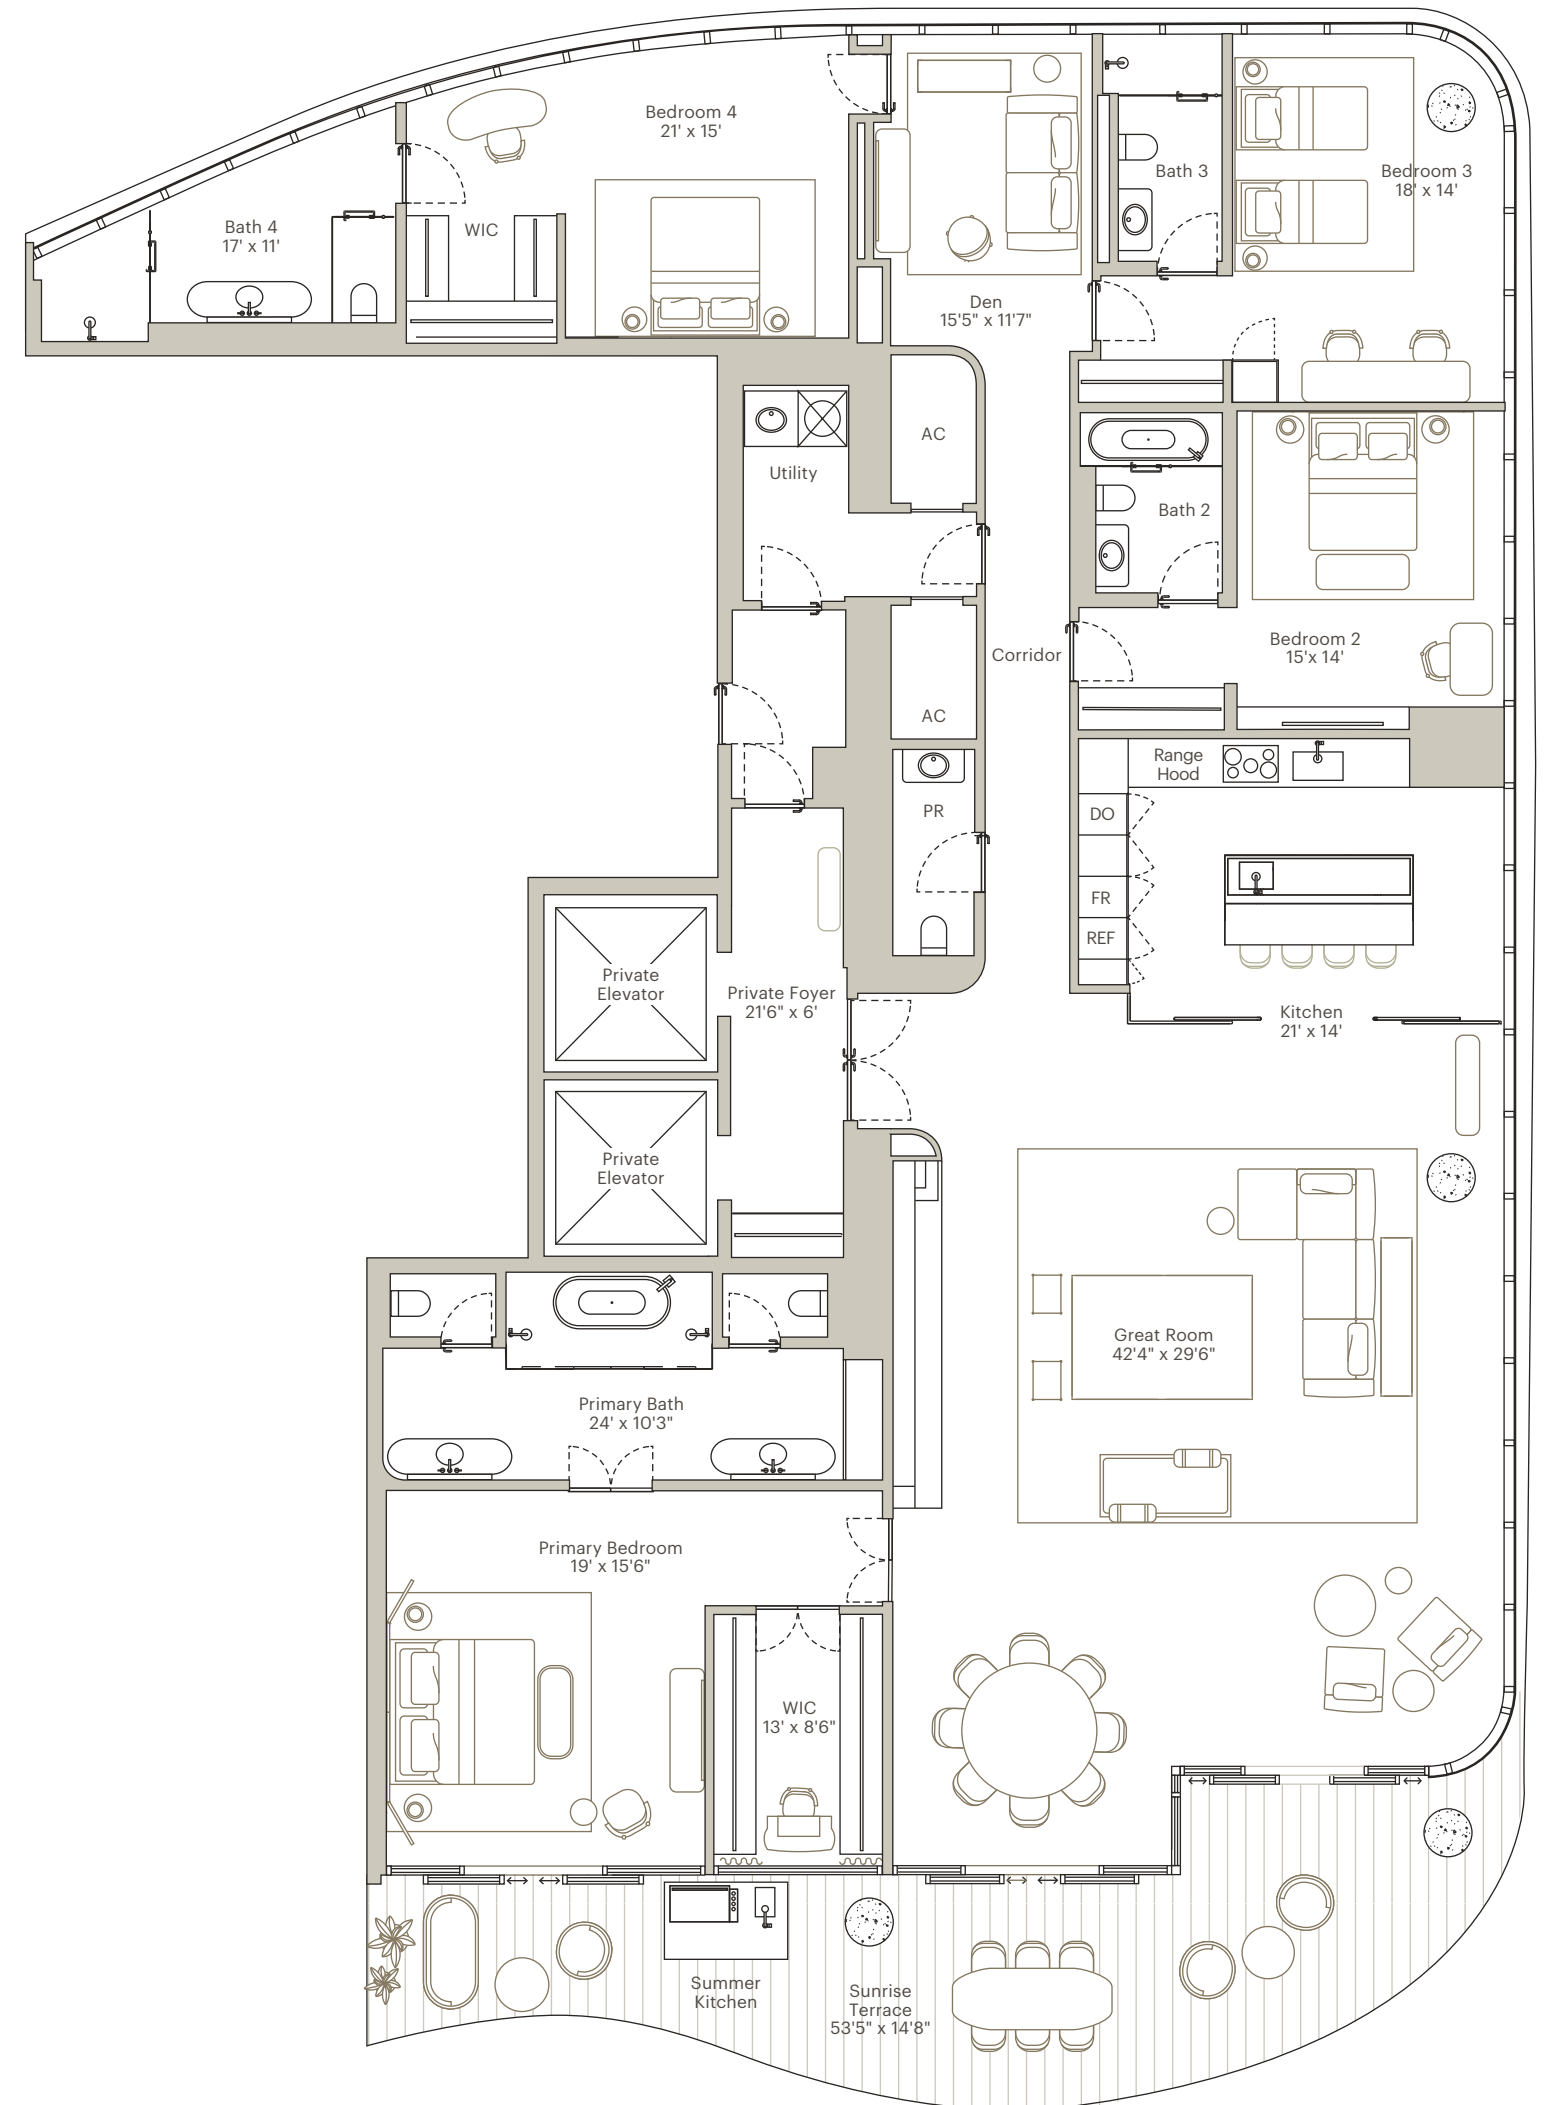 Bedroom 4
21' x 15'
Bath 4
17' x 11'
WIC
Bath 3
Bedroom 3
18' x 14'
Den
15'5" x 11'7"
AC
Utility
Bath 2
Bedroom 2
15'x 14'
Corridor
AC
Range
Hood
DO
PR
FR
REF
Private
Elevator
Private Foyer
21'6" x 6'
Kitchen
21' x 14'
Private
Elevator
Great Room
42'4" x 29'6"
Primary Bath
24' x 10'3"
Primary Bedroom
19' x 15'6"
WIC
13' x 8'6"
Summer
Kitchen
Sunrise
Terrace
53'5" x 14'8"